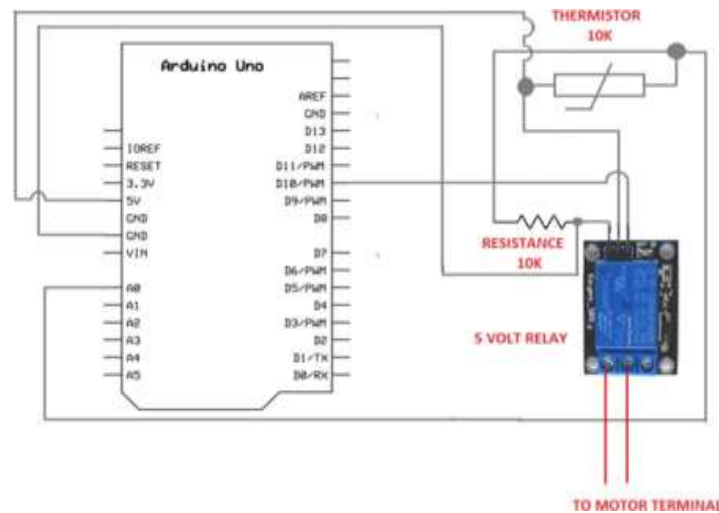 THERMISTOR
10K
Arduino Uno
AREF
GND
D13
IOREF
D12
RESET
D11/PWM
3.3V
D10/PWM
5V
D9/PWM
GND
D8
GND
VIN
D7
D6/PWM
A0
D5/PWM
A1
D4
A2
D3/PWM
A3
D2
A4
D1/TX
A5
D0/RX
RESISTANCE
10K
5 VOLT RELAY
TO MOTOR TERMINAL